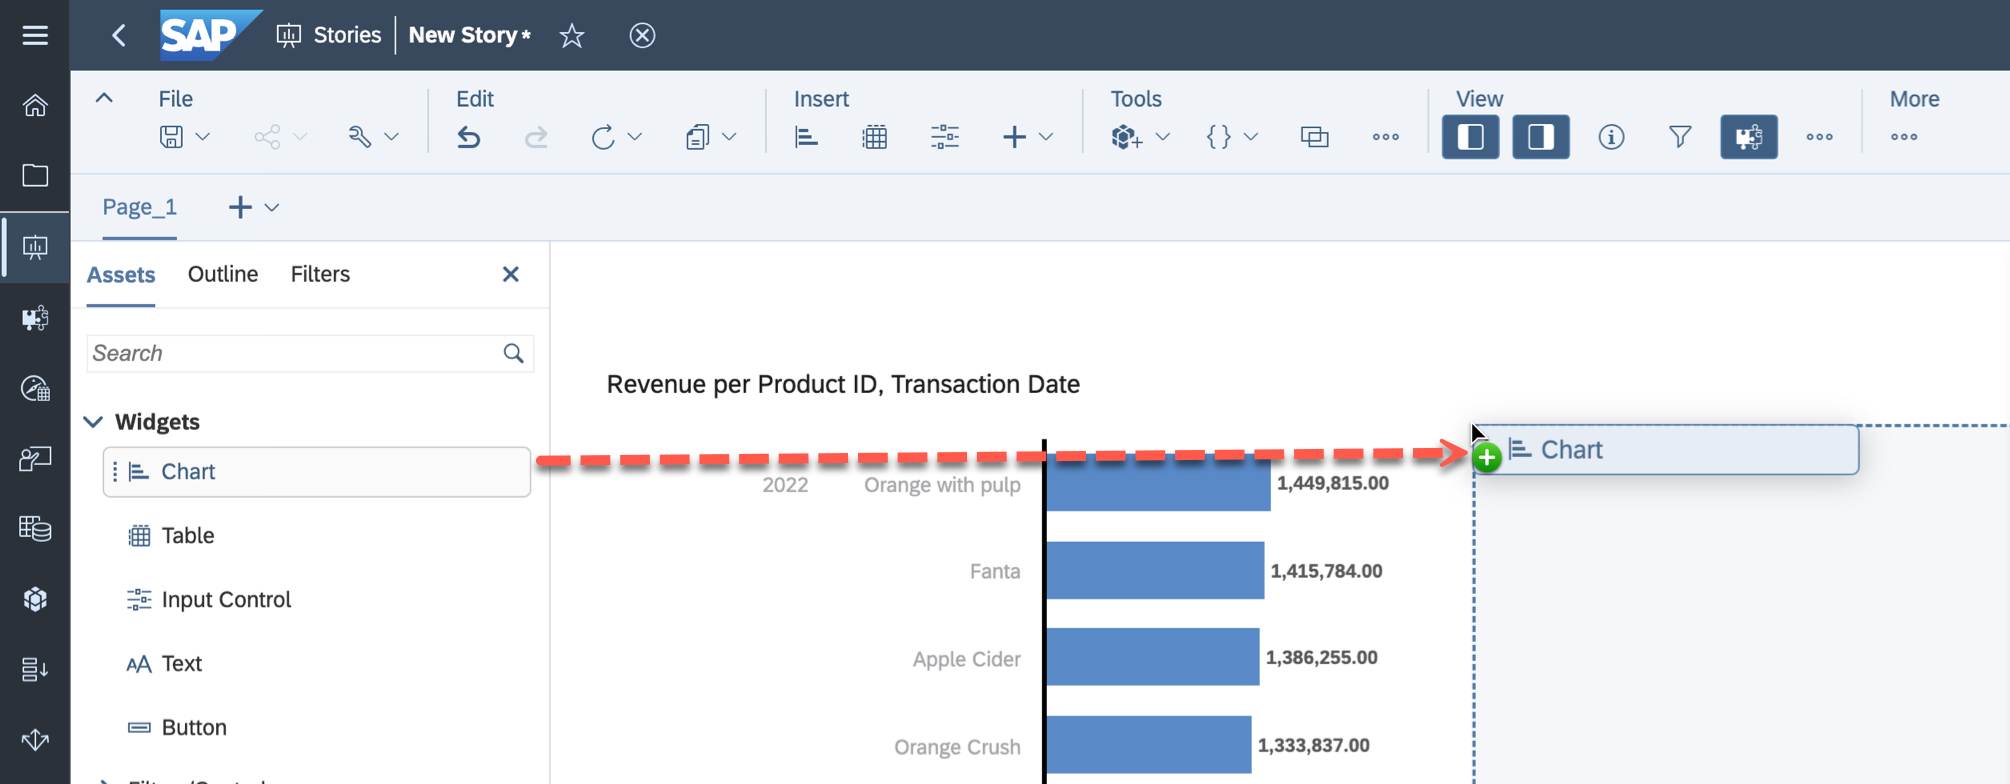 SAP Stories New Story*
File Edit Insert Tools View More
Page_1
Assets Outline Filters
Search
Widgets
Chart
Table
Input Control
Text
Button
Revenue per Product ID, Transaction Date
Chart
2022 Orange with pulp 1,449,815.00
Fanta 1,415,784.00
Apple Cider 1,386,255.00
Orange Crush 1,333,837.00